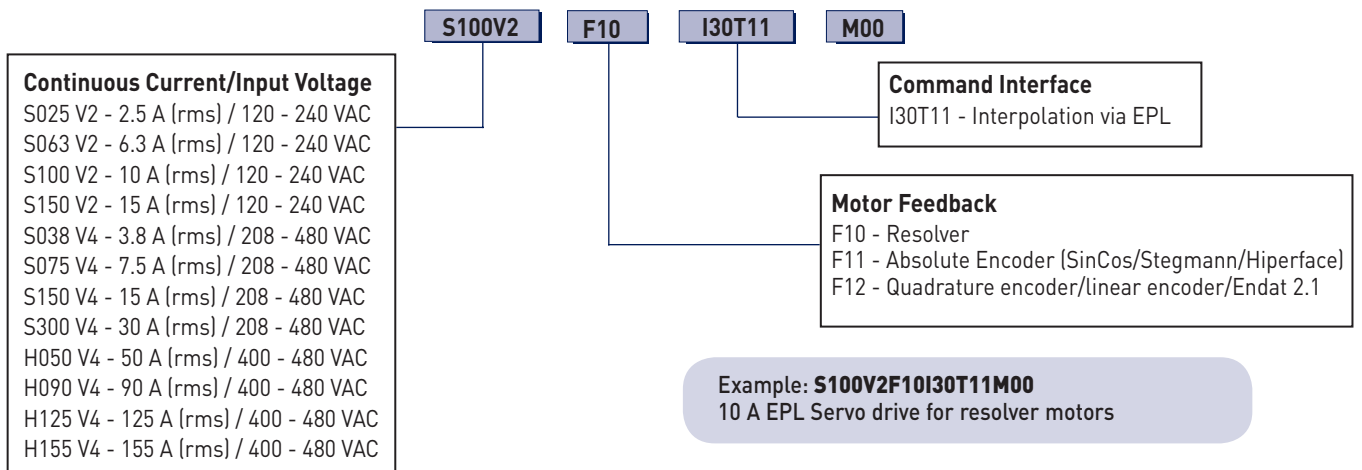 S100V2 F10 I30T11 M00
Continuous Current/Input Voltage
S025 V2 - 2.5 A (rms) / 120 - 240 VAC
S063 V2 - 6.3 A (rms) / 120 - 240 VAC
S100 V2 - 10 A (rms) / 120 - 240 VAC
S150 V2 - 15 A (rms) / 120 - 240 VAC
S038 V4 - 3.8 A (rms) / 208 - 480 VAC
S075 V4 - 7.5 A (rms) / 208 - 480 VAC
S150 V4 - 15 A (rms) / 208 - 480 VAC
S300 V4 - 30 A (rms) / 208 - 480 VAC
H050 V4 - 50 A (rms) / 400 - 480 VAC
H090 V4 - 90 A (rms) / 400 - 480 VAC
H125 V4 - 125 A (rms) / 400 - 480 VAC
H155 V4 - 155 A (rms) / 400 - 480 VAC
Command Interface
I30T11 - Interpolation via EPL
Motor Feedback
F10 - Resolver
F11 - Absolute Encoder (SinCos/Stegmann/Hiperface)
F12 - Quadrature encoder/linear encoder/Endat 2.1
Example: S100V2F10I30T11M00
10 A EPL Servo drive for resolver motors